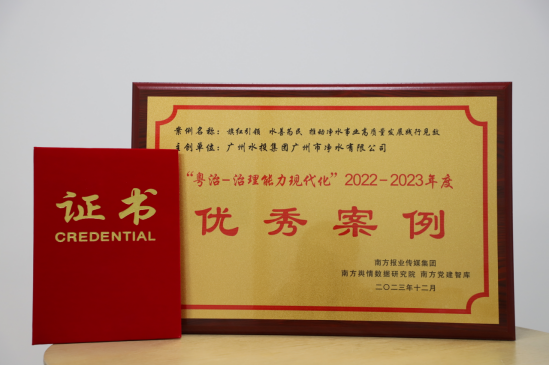 证书
CREDENTIAL
案例名称：旗红引领 水善为民 推动净水事业高质量发展践行见效
主创单位：广州水投集团广州市净水有限公司
“粤治-治理能力现代化”2022-2023年度
优秀案例
南方报业传媒集团
南方舆情数据研究院 南方党建智库
二〇二三年十二月